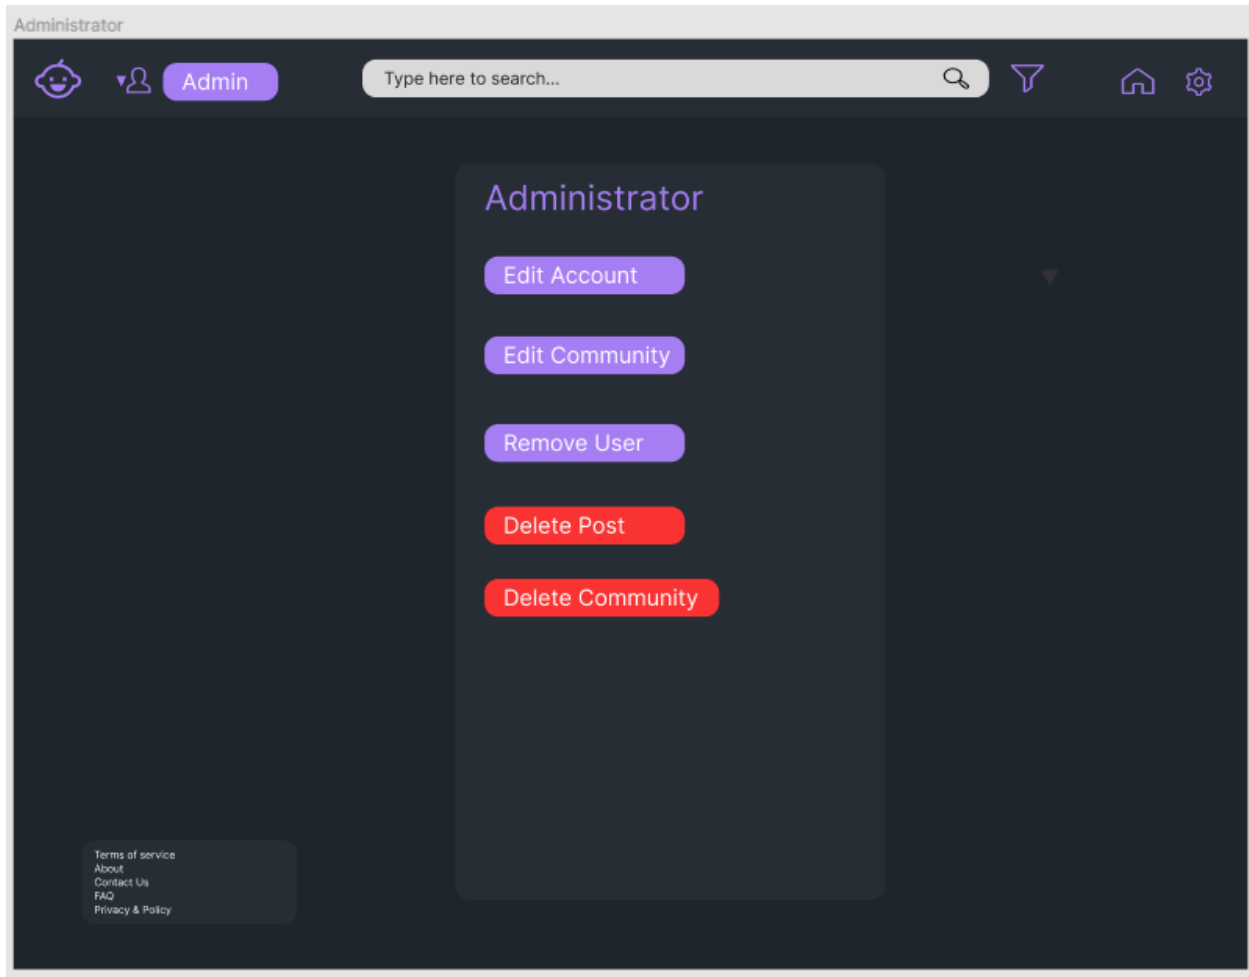 Administrator
Admin
Type here to search...
Administrator
Edit Account
Edit Community
Remove User
Delete Post
Delete Community
Terms of service
About
Contact Us
FAQ
Privacy & Policy